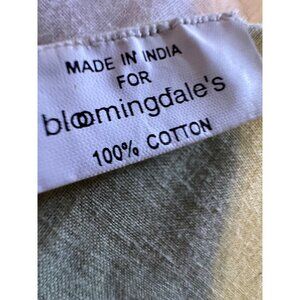 MADE IN INDIA
FOR
bloomingdale's
100% COTTON